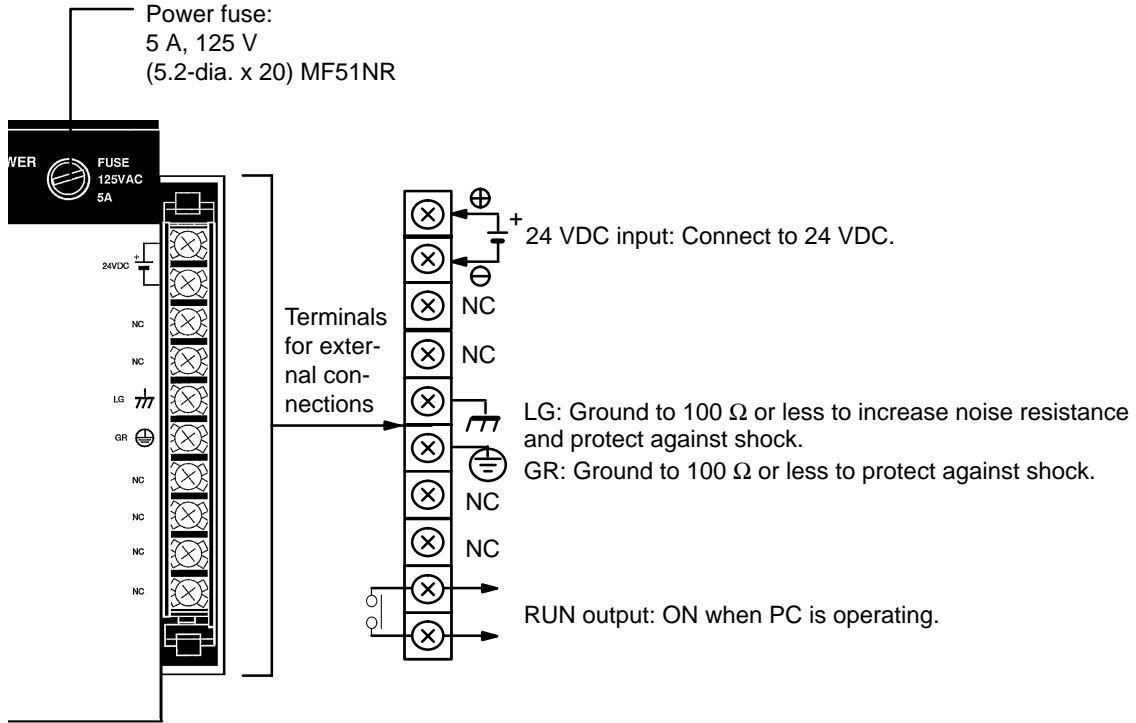 Power fuse:
5 A, 125 V
(5.2-dia. x 20) MF51NR
WER
FUSE
125VAC
5A
+
24VDC
NC
NC
LG
GR
NC
NC
NC
NC
Terminals
for exter-
nal con-
nections
+
24 VDC input: Connect to 24 VDC.
NC
NC
LG: Ground to 100 Ω or less to increase noise resistance
and protect against shock.
GR: Ground to 100 Ω or less to protect against shock.
NC
NC
RUN output: ON when PC is operating.